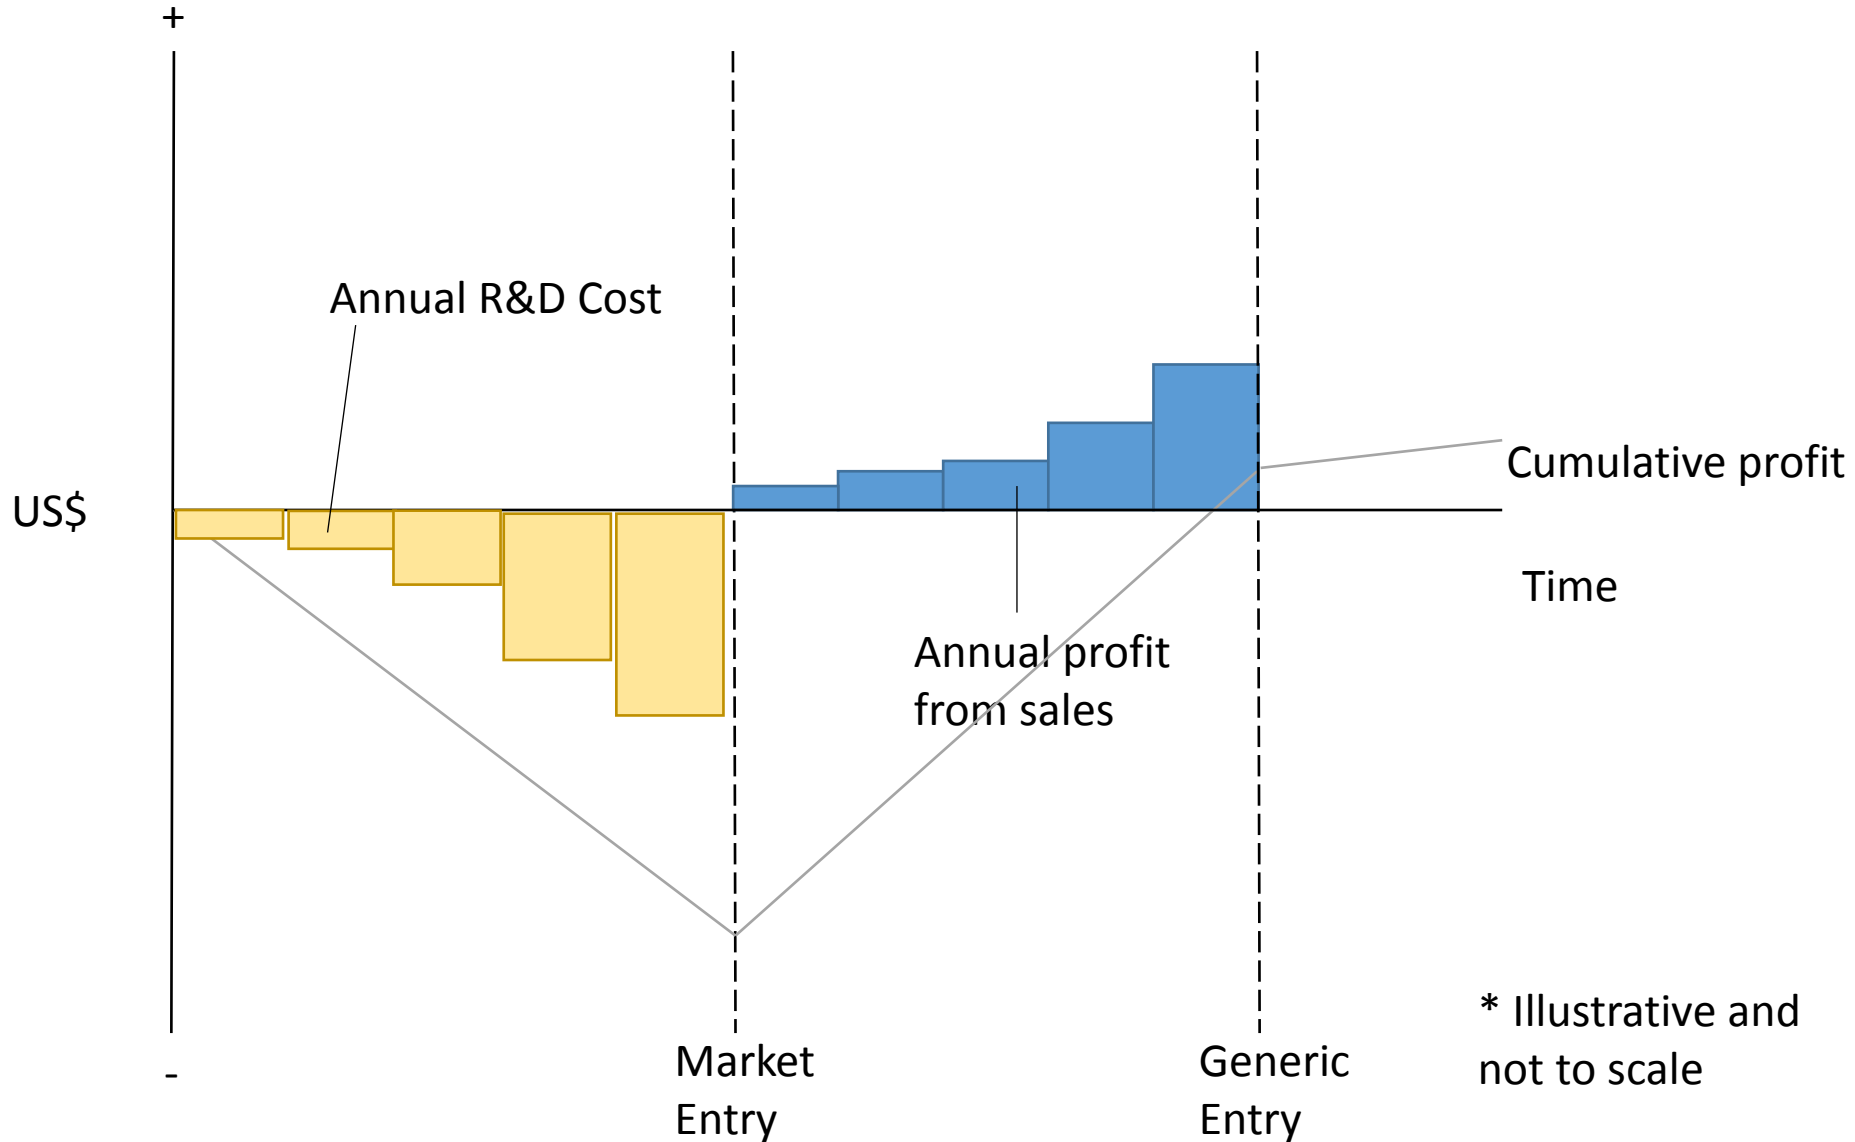 +
Annual R&D Cost
Cumulative profit
US$
Time
Annual profit
from sales
* Illustrative and
not to scale
-
Market
Entry
Generic
Entry